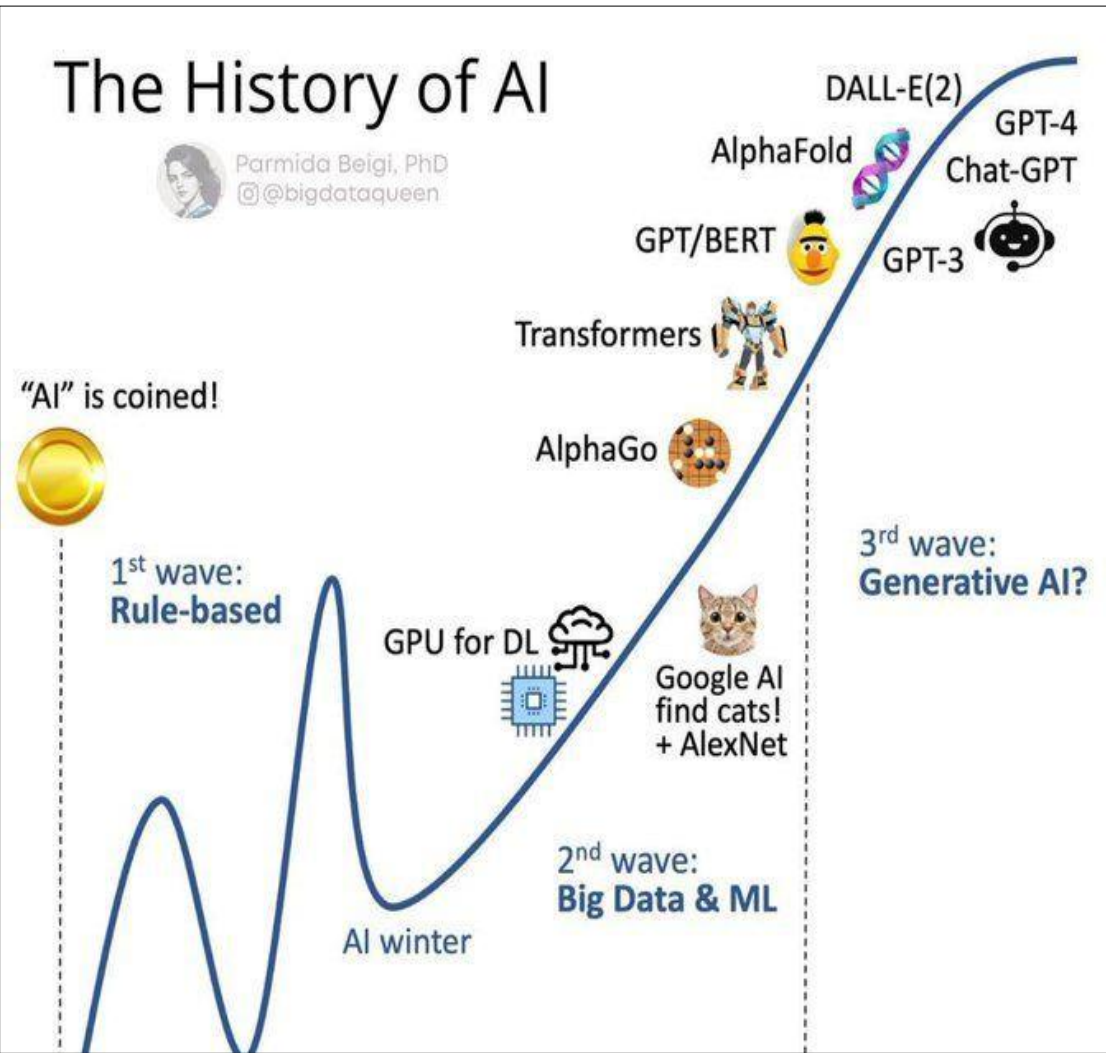 The History of AI
Parmida Beigi, PhD
@bigdataqueen
DALL-E(2)
GPT-4
AlphaFold
Chat-GPT
GPT/BERT
GPT-3
Transformers
“AI” is coined!
AlphaGo
1st wave:
Rule-based
3rd wave:
Generative AI?
GPU for DL
Google AI
find cats!
+ AlexNet
2nd wave:
Big Data & ML
AI winter